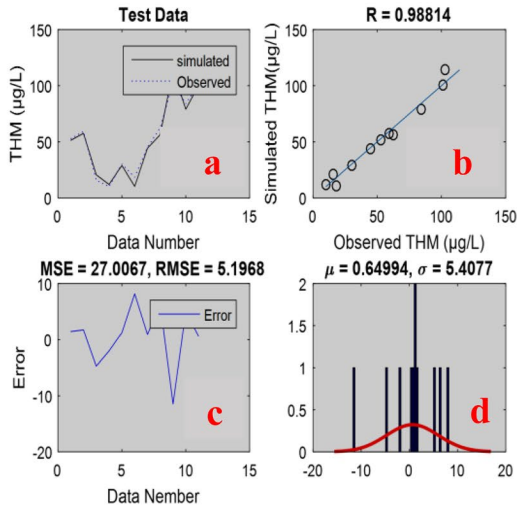 Test Data
150
100
50
0
THM (µg/L)
simulated
Observed
a
0 5 10 15
Data Number
R = 0.98814
150
100
50
0
Simulated THM(µg/L)
b
0 50 100 150
Observed THM (µg/L)
MSE = 27.0067, RMSE = 5.1968
10
0
-10
-20
Error
Error
c
0 5 10 15
Data Nember
µ = 0.64994, σ = 5.4077
2
1.5
1
0.5
0
d
-20 -10 0 10 20